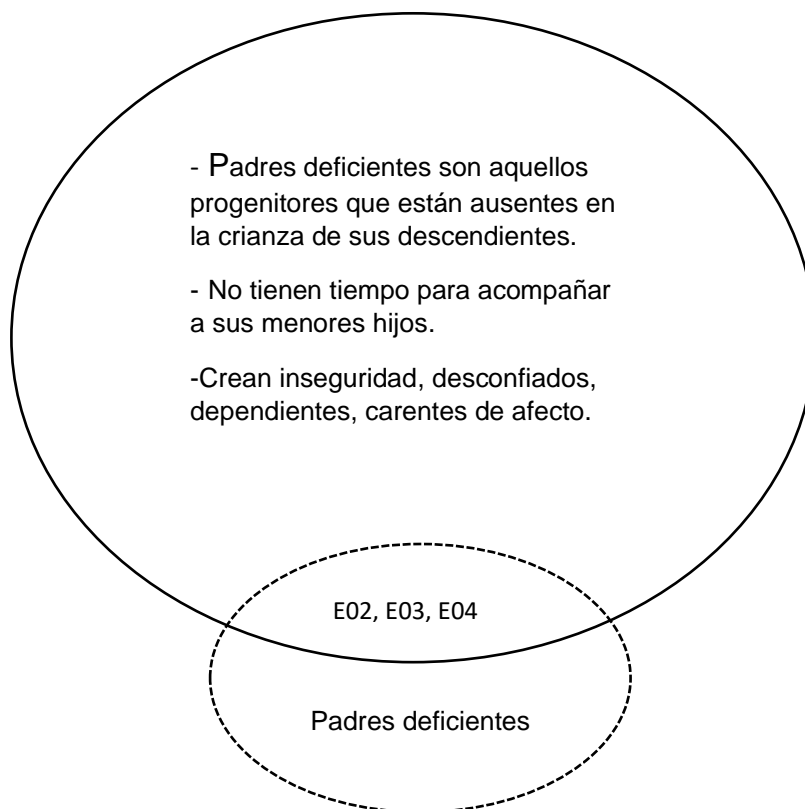 - Padres deficientes son aquellos
progenitores que están ausentes en
la crianza de sus descendientes.
- No tienen tiempo para acompañar
a sus menores hijos.
-Crean inseguridad, desconfiados,
dependientes, carentes de afecto.
E02, E03, E04
Padres deficientes